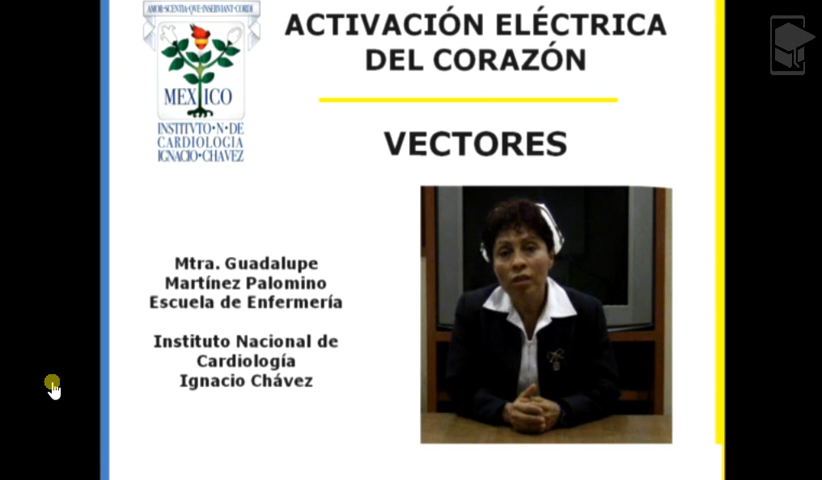 AMOR·SCENTIA·QVE·INSERVIANT·CORDI
MEXICO
INSTITVTO·N·DE
CARDIOLOGIA
IGNACIO·CHAVEZ
ACTIVACIÓN ELÉCTRICA
DEL CORAZÓN
VECTORES
Mtra. Guadalupe
Martínez Palomino
Escuela de Enfermería
Instituto Nacional de
Cardiología
Ignacio Chávez